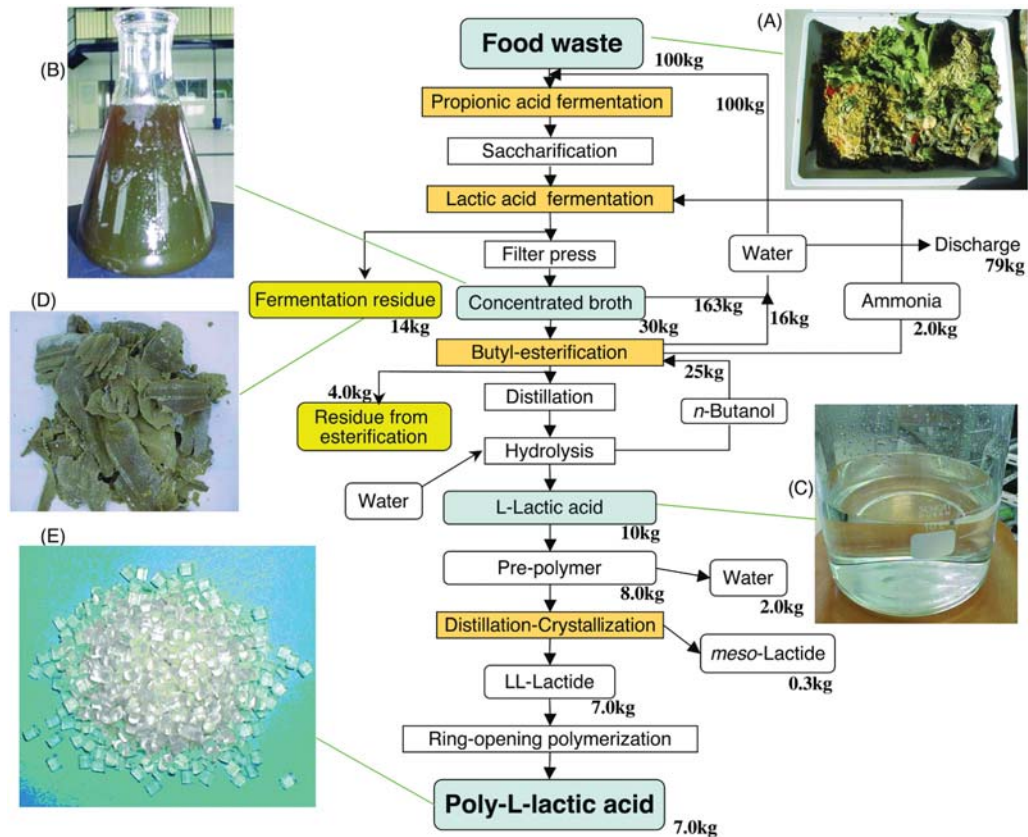 (A)
(B)
Food waste
100kg
100kg
Propionic acid fermentation
Saccharification
Lactic acid fermentation
Filter press
Water
Discharge
79kg
(D)
Fermentation residue
14kg
Concentrated broth
30kg
163kg
16kg
Ammonia
2.0kg
Butyl-esterification
4.0kg
25kg
Residue from
esterification
Distillation
n-Butanol
Hydrolysis
Water
(C)
L-Lactic acid
10kg
(E)
Pre-polymer
8.0kg
Water
2.0kg
Distillation-Crystallization
meso-Lactide
0.3kg
LL-Lactide
7.0kg
Ring-opening polymerization
Poly-L-lactic acid
7.0kg